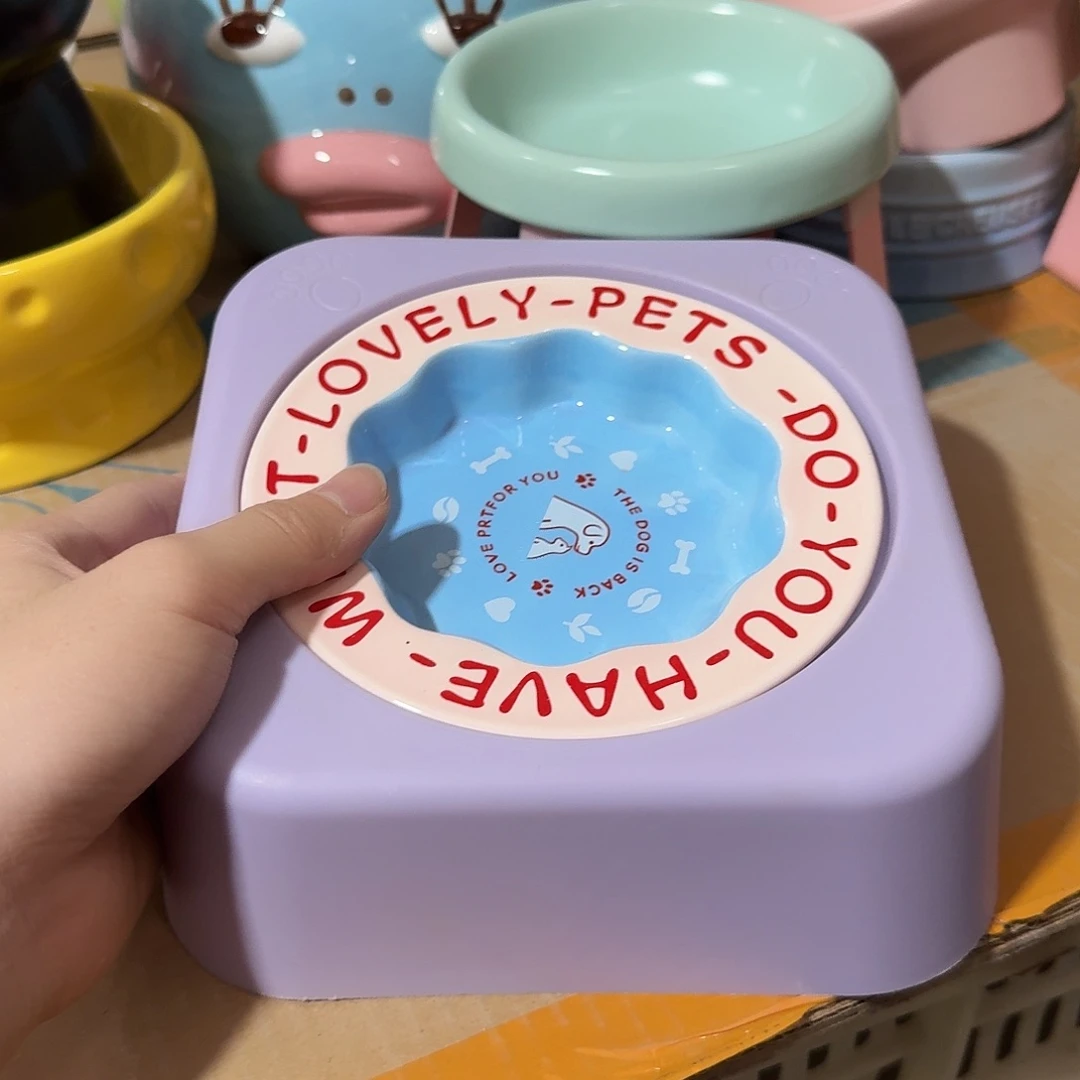 DO-YOU-HAVE - W
T-LOVELY-PETS -
LOVE PRTFOR YOU
THE DOG IS BACK